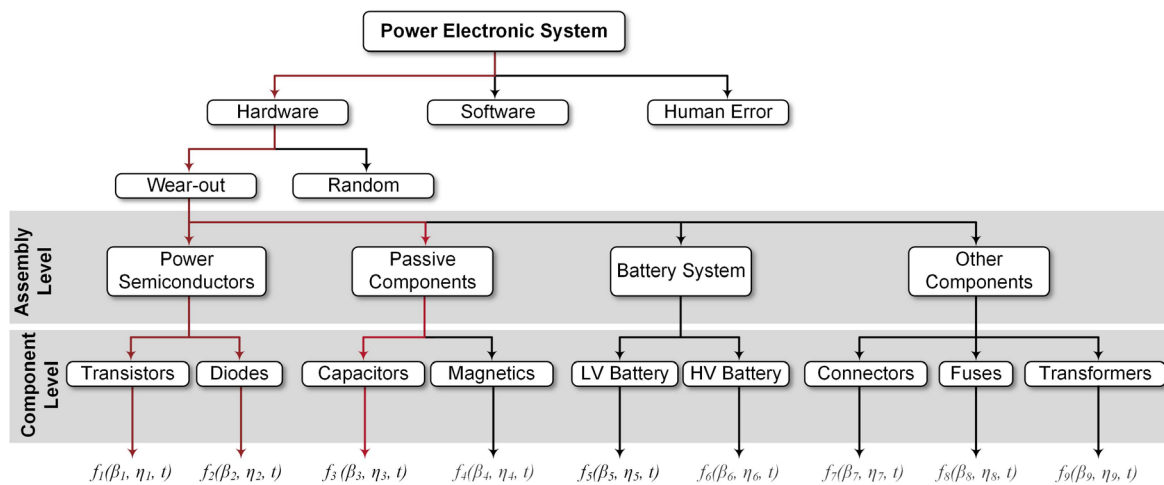 Power Electronic System
Hardware
Software
Human Error
Wear-out
Random
Assembly
Level
Power
Semiconductors
Passive
Components
Battery System
Other
Components
Component
Level
Transistors
Diodes
Capacitors
Magnetics
LV Battery
HV Battery
Connectors
Fuses
Transformers
f₁(β₁, η₁, t)
f₂(β₂, η₂, t)
f₃(β₃, η₃, t)
f₄(β₄, η₄, t)
f₅(β₅, η₅, t)
f₆(β₆, η₆, t)
f₇(β₇, η₇, t)
f₈(β₈, η₈, t)
f₉(β₉, η₉, t)